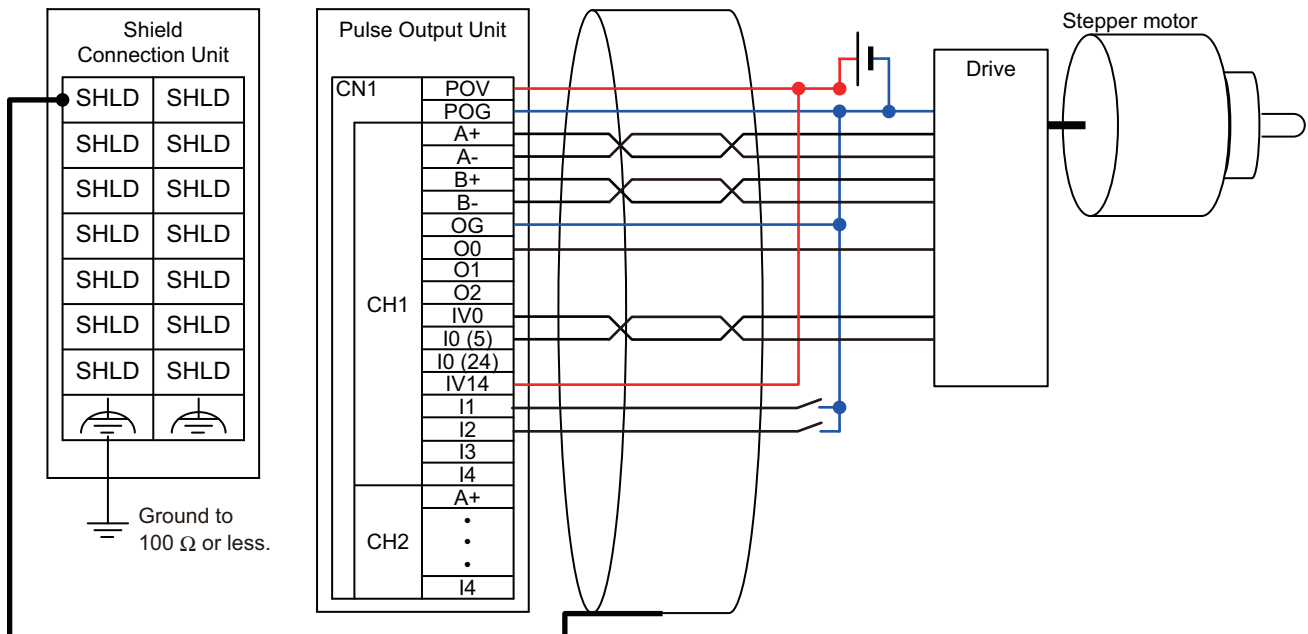 Shield
Connection Unit
SHLD SHLD
SHLD SHLD
SHLD SHLD
SHLD SHLD
SHLD SHLD
SHLD SHLD
SHLD SHLD
Ground to
100 Ω or less.
Pulse Output Unit
CN1
POV
POG
CH1
A+
A-
B+
B-
OG
O0
O1
O2
IV0
I0 (5)
I0 (24)
IV14
I1
I2
I3
I4
CH2
A+
I4
Drive
Stepper motor